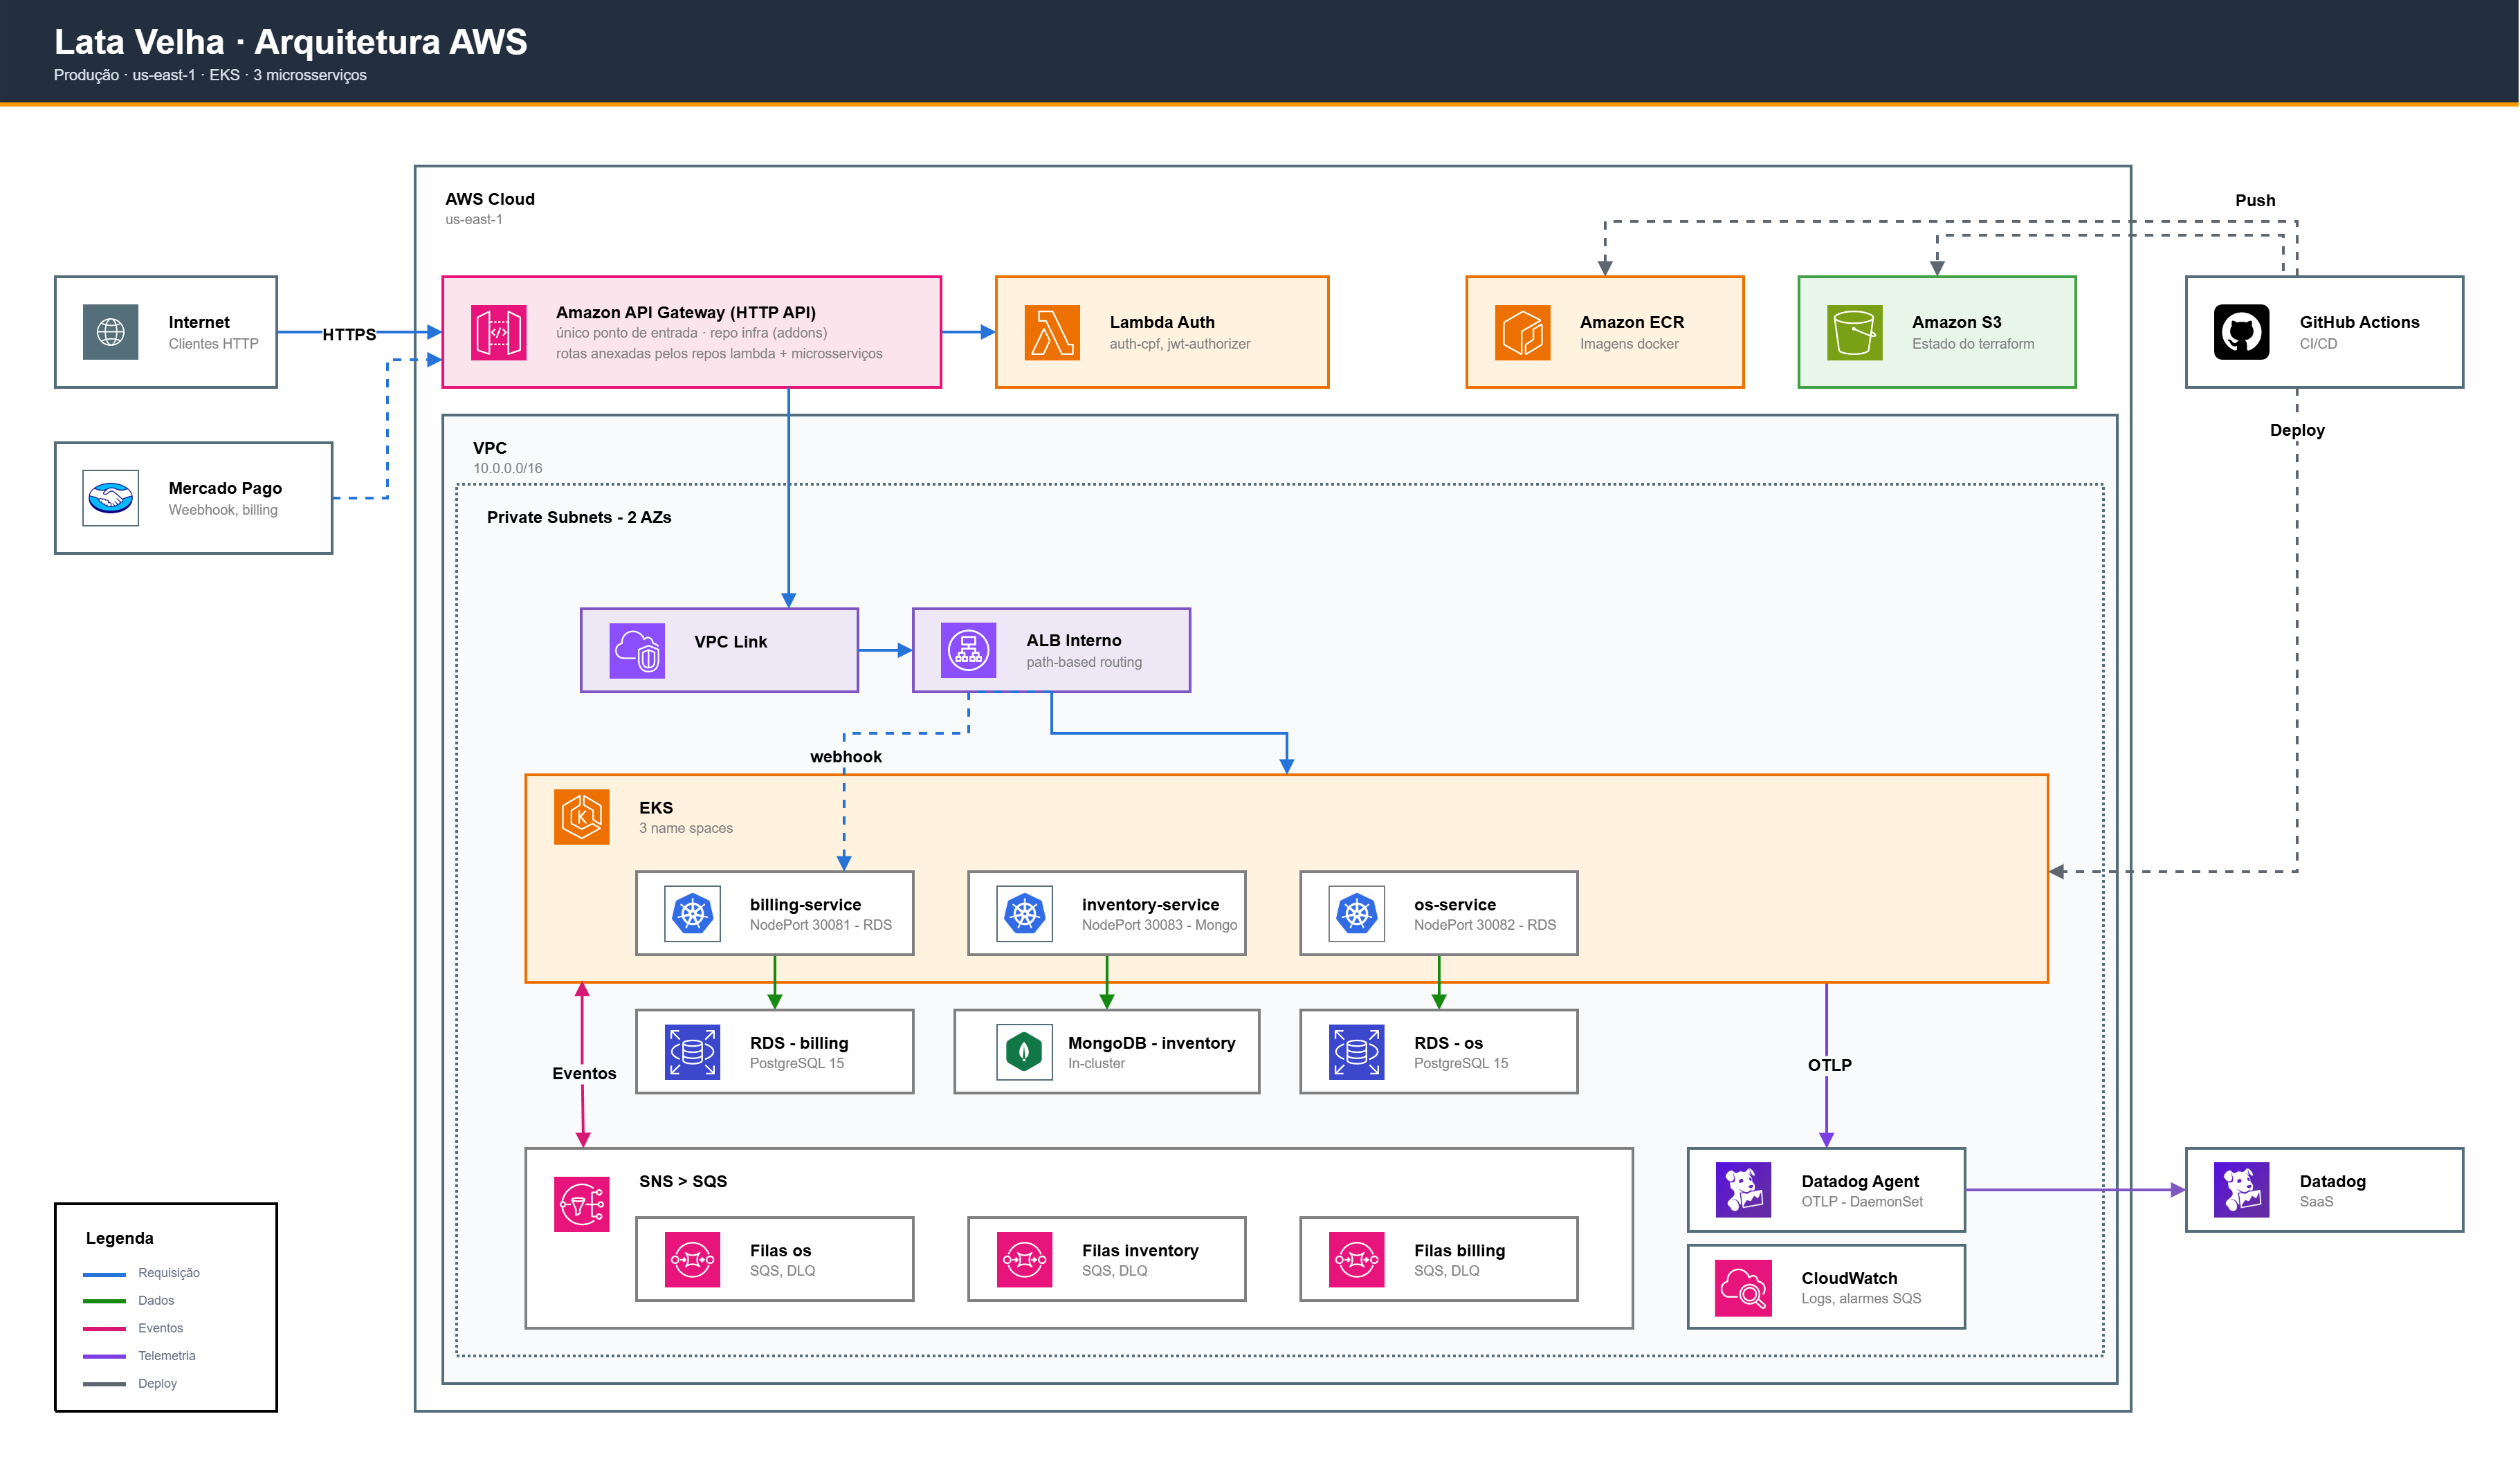 Lata Velha · Arquitetura AWS
Produção · us-east-1 · EKS · 3 microsserviços
AWS Cloud
us-east-1
Push
Internet
Clientes HTTP
HTTPS
Amazon API Gateway (HTTP API)
único ponto de entrada · repo infra (addons)
rotas anexadas pelos repos lambda + microsserviços
Lambda Auth
auth-cpf, jwt-authorizer
Amazon ECR
Imagens docker
Amazon S3
Estado do terraform
GitHub Actions
CI/CD
Deploy
VPC
10.0.0.0/16
Mercado Pago
Weebhook, billing
Private Subnets - 2 AZs
VPC Link
ALB Interno
path-based routing
webhook
EKS
3 name spaces
K
billing-service
NodePort 30081 - RDS
inventory-service
NodePort 30083 - Mongo
os-service
NodePort 30082 - RDS
RDS - billing
PostgreSQL 15
MongoDB - inventory
In-cluster
RDS - os
PostgreSQL 15
Eventos
OTLP
SNS > SQS
Filas os
SQS, DLQ
Filas inventory
SQS, DLQ
Filas billing
SQS, DLQ
Datadog Agent
OTLP - DaemonSet
CloudWatch
Logs, alarmes SQS
Datadog
SaaS
Legenda
Requisição
Dados
Eventos
Telemetria
Deploy